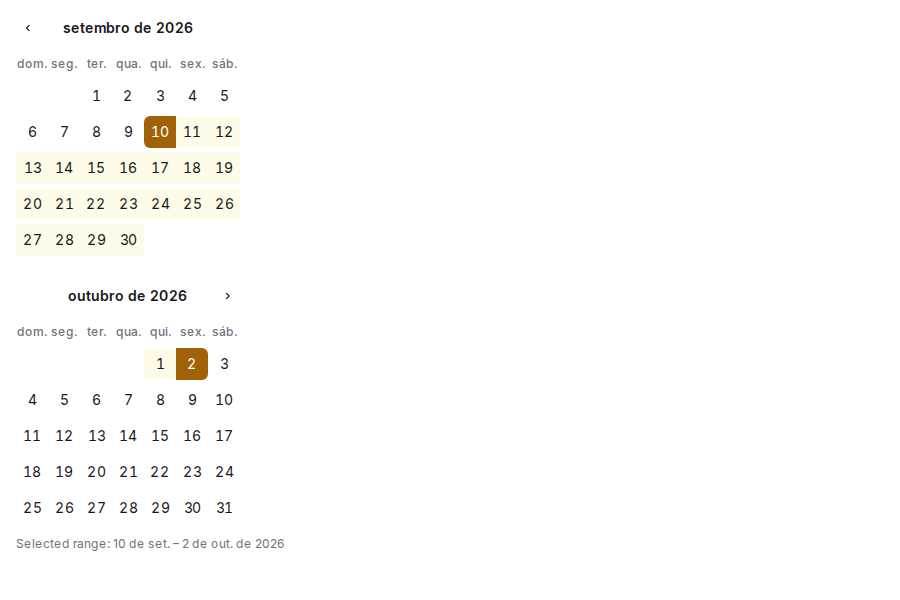 setembro de 2026
dom. seg. ter. qua. qui. sex. sáb.
1 2 3 4 5
6 7 8 9 10 11 12
13 14 15 16 17 18 19
20 21 22 23 24 25 26
27 28 29 30
outubro de 2026
dom. seg. ter. qua. qui. sex. sáb.
1 2 3
4 5 6 7 8 9 10
11 12 13 14 15 16 17
18 19 20 21 22 23 24
25 26 27 28 29 30 31
Selected range: 10 de set. – 2 de out. de 2026